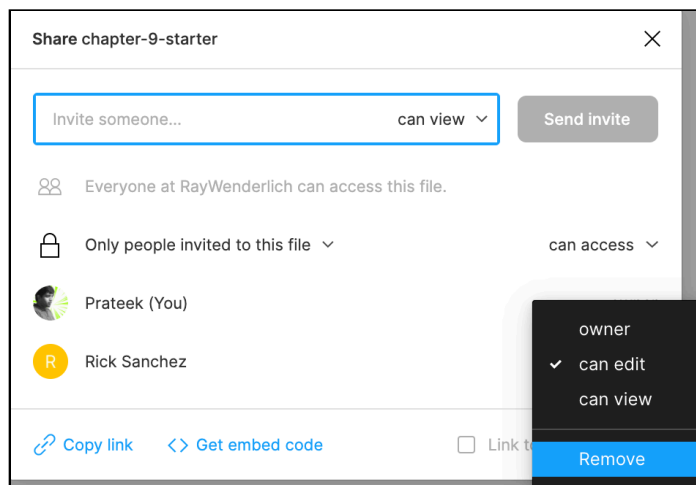 Share chapter-9-starter
Invite someone... can view
Send invite
Everyone at RayWenderlich can access this file.
Only people invited to this file can access
Prateek (You)
R Rick Sanchez
owner
can edit
can view
Remove
Copy link Get embed code Link